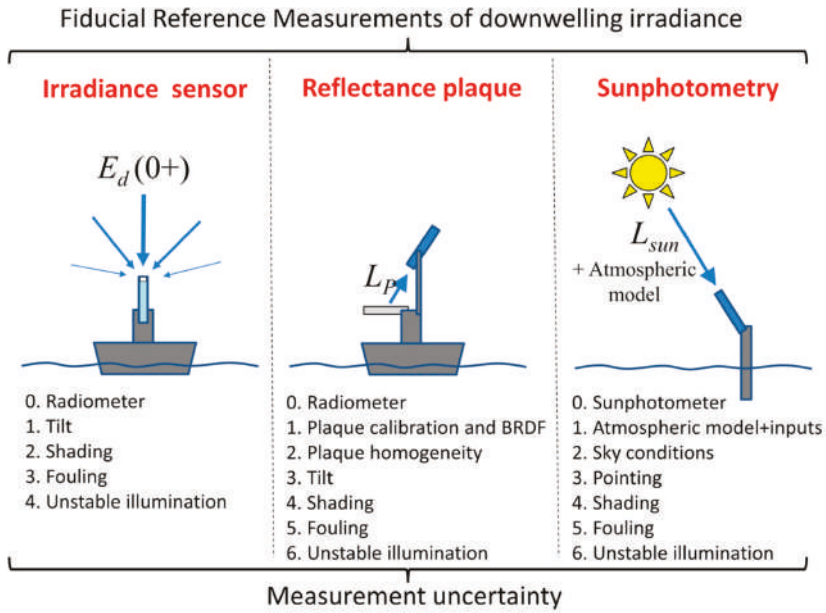 Fiducial Reference Measurements of downwelling irradiance
Irradiance sensor
E_d(0+)
0. Radiometer
1. Tilt
2. Shading
3. Fouling
4. Unstable illumination
Reflectance plaque
L_P
0. Radiometer
1. Plaque calibration and BRDF
2. Plaque homogeneity
3. Tilt
4. Shading
5. Fouling
6. Unstable illumination
Sunphotometry
L_sun
+ Atmospheric
model
0. Sunphotometer
1. Atmospheric model+inputs
2. Sky conditions
3. Pointing
4. Shading
5. Fouling
6. Unstable illumination
Measurement uncertainty